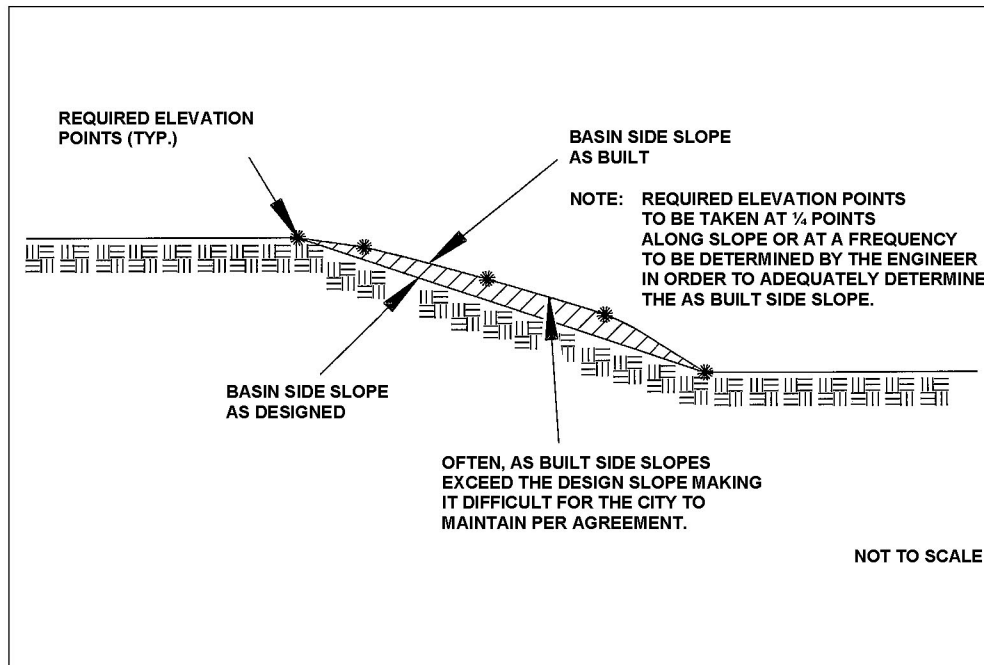 REQUIRED ELEVATION
POINTS (TYP.)
BASIN SIDE SLOPE
AS BUILT
NOTE: REQUIRED ELEVATION POINTS
TO BE TAKEN AT ¼ POINTS
ALONG SLOPE OR AT A FREQUENCY
TO BE DETERMINED BY THE ENGINEER
IN ORDER TO ADEQUATELY DETERMINE
THE AS BUILT SIDE SLOPE.
BASIN SIDE SLOPE
AS DESIGNED
OFTEN, AS BUILT SIDE SLOPES
EXCEED THE DESIGN SLOPE MAKING
IT DIFFICULT FOR THE CITY TO
MAINTAIN PER AGREEMENT.
NOT TO SCALE